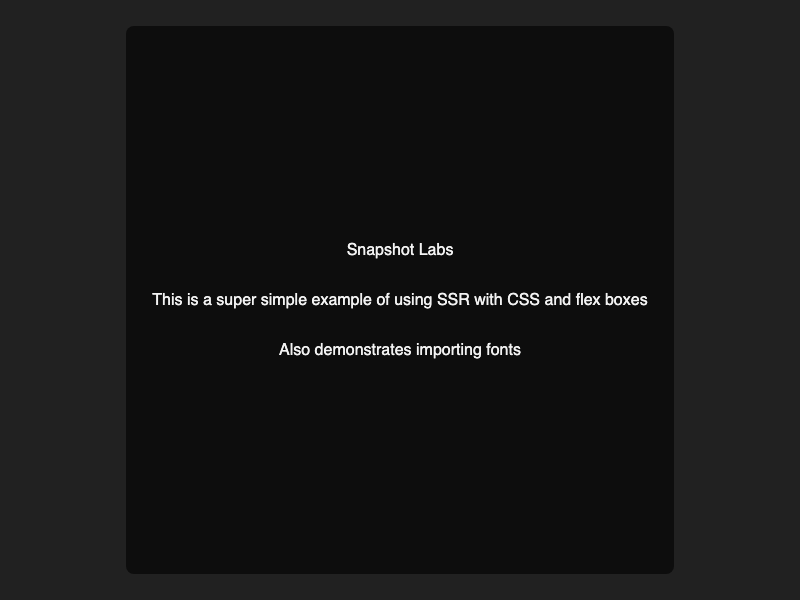 Snapshot Labs
This is a super simple example of using SSR with CSS and flex boxes
Also demonstrates importing fonts